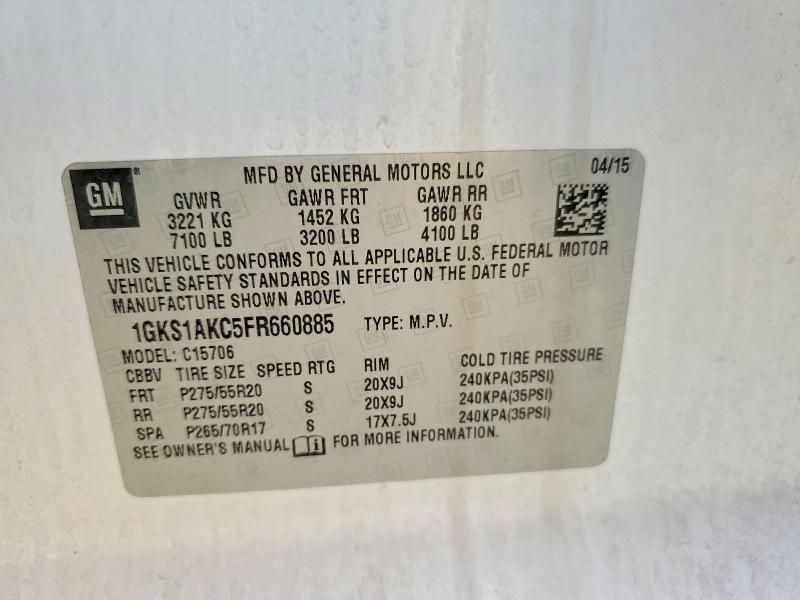 GM
MFD BY GENERAL MOTORS LLC 04/15
GVWR GAWR FRT GAWR RR
3221 KG 1452 KG 1860 KG
7100 LB 3200 LB 4100 LB
THIS VEHICLE CONFORMS TO ALL APPLICABLE U.S. FEDERAL MOTOR
VEHICLE SAFETY STANDARDS IN EFFECT ON THE DATE OF
MANUFACTURE SHOWN ABOVE.
1GKS1AKC5FR660885 TYPE: M.P.V.
MODEL: C15706
CBBV TIRE SIZE SPEED RTG RIM COLD TIRE PRESSURE
FRT P275/55R20 S 20X9J 240KPA(35PSI)
RR P275/55R20 S 20X9J 240KPA(35PSI)
SPA P265/70R17 S 17X7.5J 240KPA(35PSI)
SEE OWNER'S MANUAL FOR MORE INFORMATION.